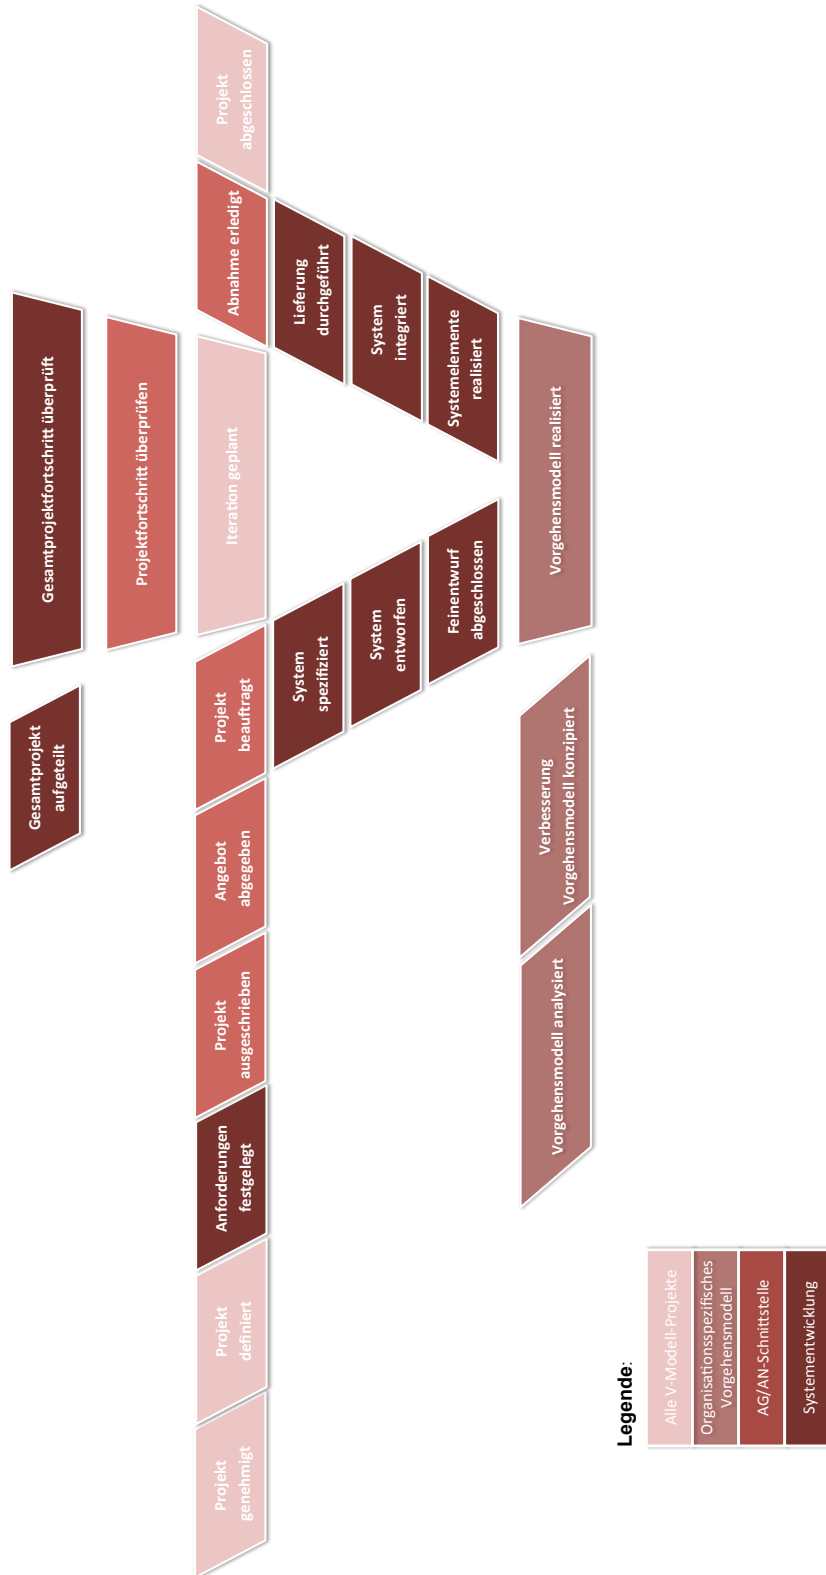 Gesamtprojekt
aufgeteilt
Gesamtprojektfortschritt überprüft
Projektfortschritt überprüfen
Projekt
genehmigt
Projekt
definiert
Anforderungen
festgelegt
Projekt
ausgeschrieben
Angebot
abgegeben
Projekt
beauftragt
Iteration geplant
Abnahme erledigt
Projekt
abgeschlossen
System
spezifiziert
Lieferung
durchgeführt
System
entworfen
System
integriert
Feinentwurf
abgeschlossen
Systemelemente
realisiert
Vorgehensmodell analysiert
Verbesserung
Vorgehensmodell konzipiert
Vorgehensmodell realisiert
Legende:
Alle V-Modell-Projekte
Organisationsspezifisches
Vorgehensmodell
AG/AN-Schnittstelle
Systementwicklung